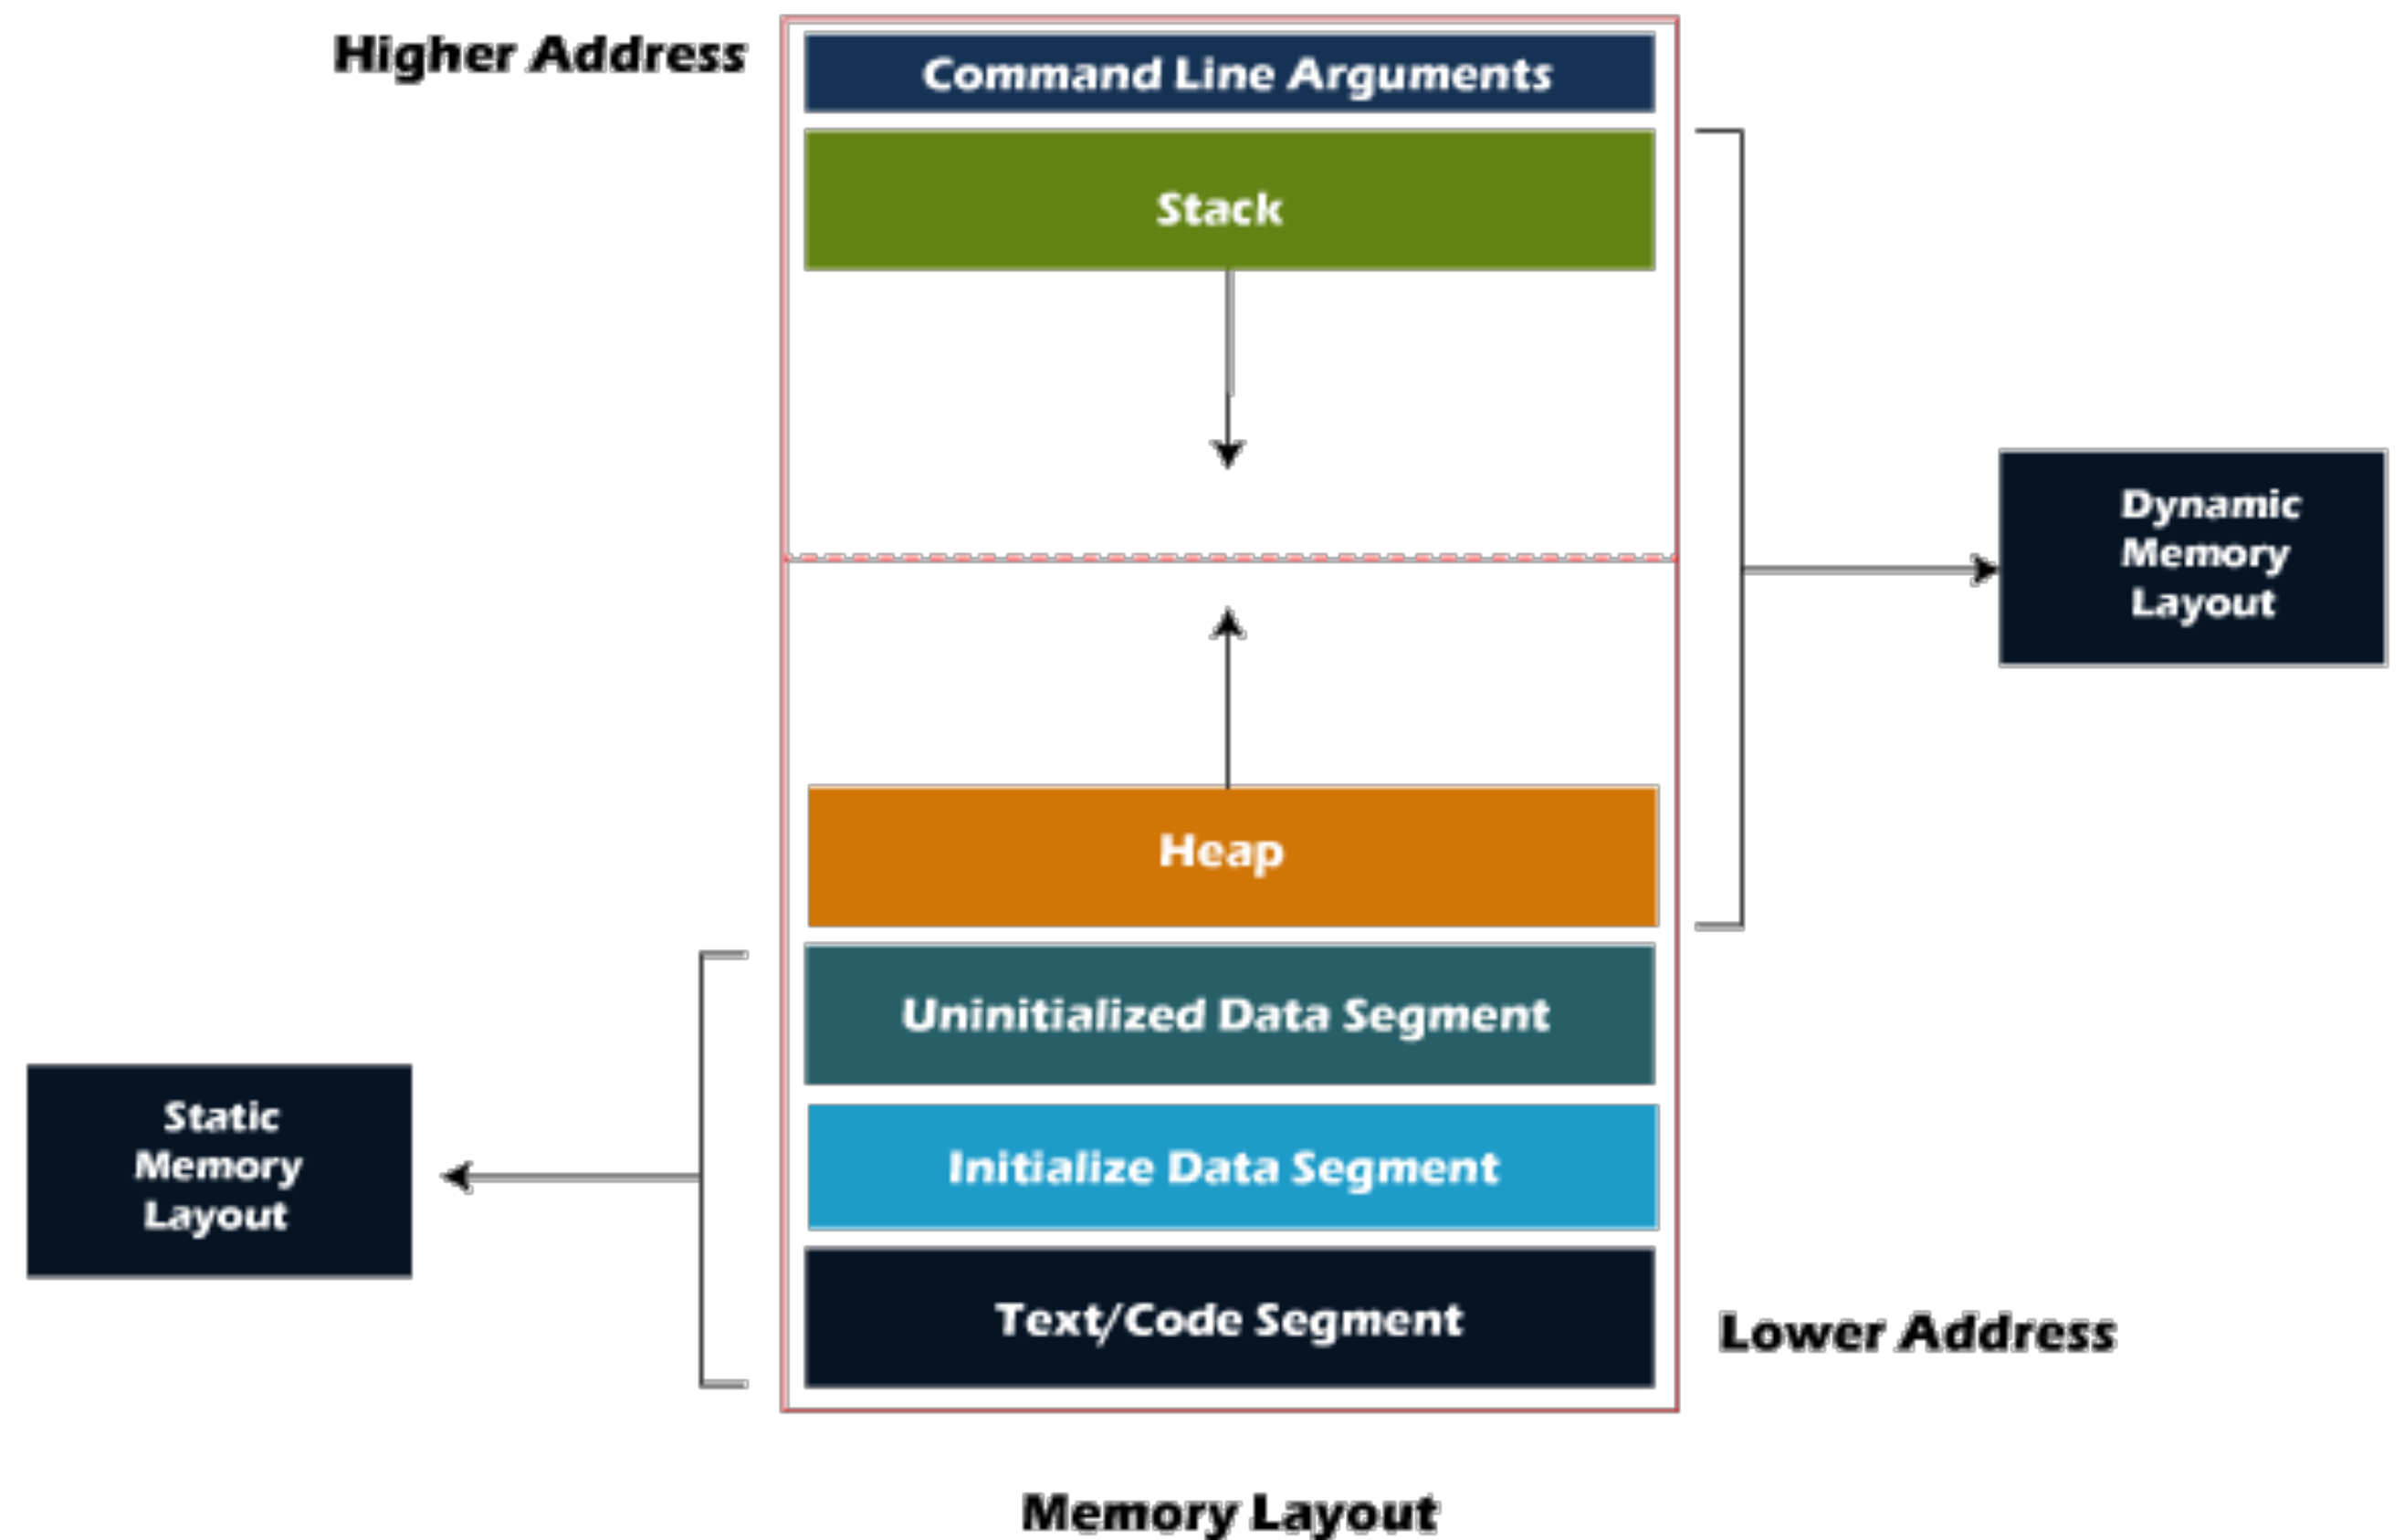 Higher Address
Command Line Arguments
Stack
Dynamic
Memory
Layout
Heap
Uninitialized Data Segment
Static
Memory
Layout
Initialize Data Segment
Text/Code Segment
Lower Address
Memory Layout